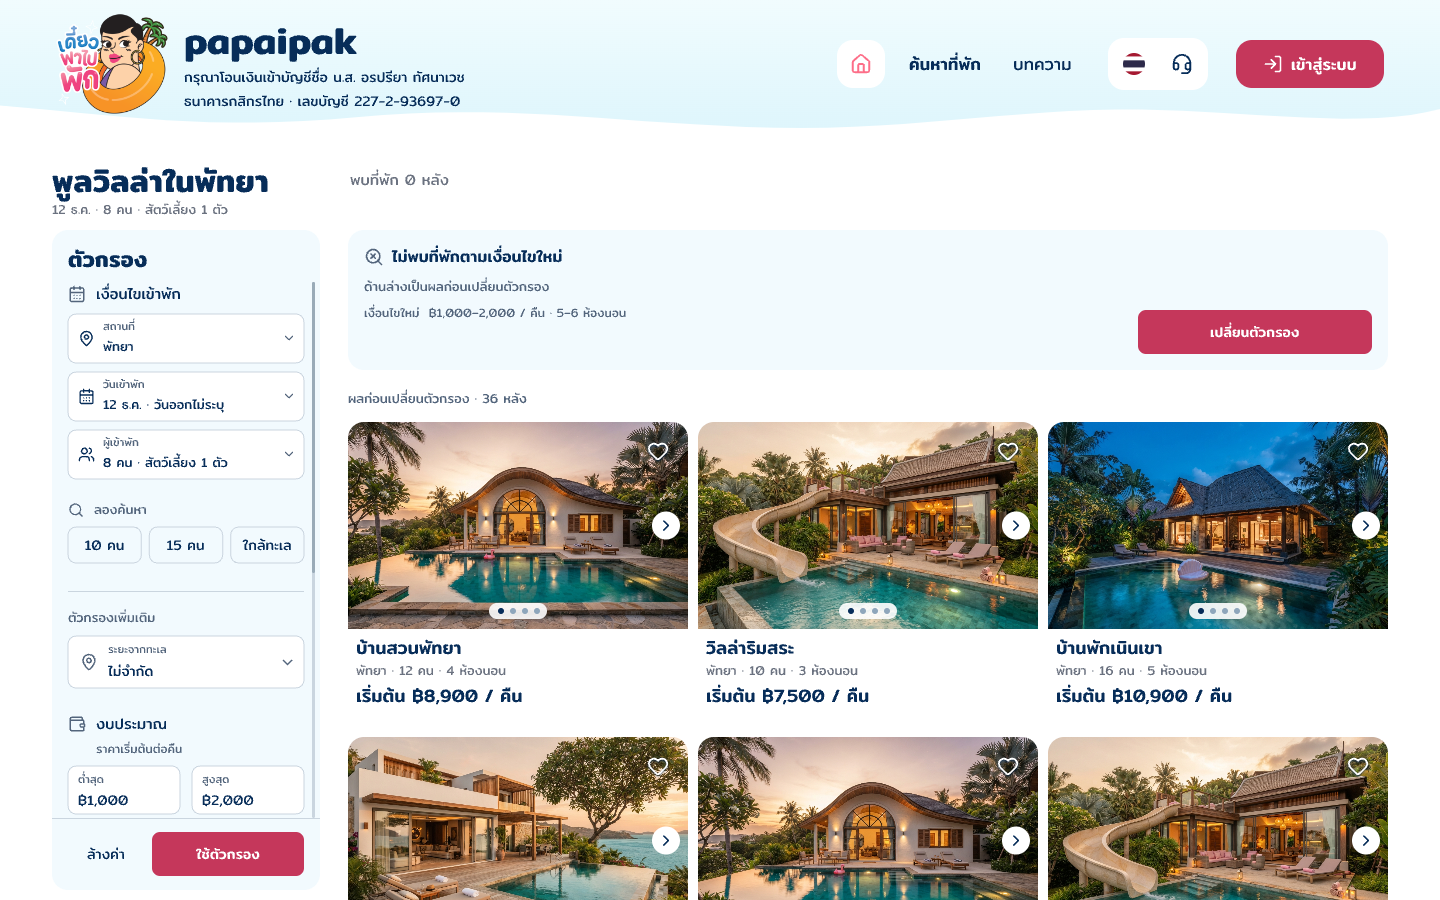 เดี๋ยว
พาไป
พัก
papaipak
กรุณาโอนเงินเข้าบัญชีชื่อ น.ส. อรปรียา ทัศนาเวช
ธนาคารกสิกรไทย · เลขบัญชี 227-2-93697-0
ค้นหาที่พัก
บทความ
เข้าสู่ระบบ
พูลวิลล่าในพัทยา
12 ธ.ค. · 8 คน · สัตว์เลี้ยง 1 ตัว
พบที่พัก 0 หลัง
ตัวกรอง
เงื่อนไขเข้าพัก
สถานที่
พัทยา
วันเข้าพัก
12 ธ.ค. · วันออกไม่ระบุ
ผู้เข้าพัก
8 คน · สัตว์เลี้ยง 1 ตัว
ลองค้นหา
10 คน
15 คน
ใกล้ทะเล
ตัวกรองเพิ่มเติม
ระยะจากทะเล
ไม่จำกัด
งบประมาณ
ราคาเริ่มต้นต่อคืน
ต่ำสุด
฿1,000
สูงสุด
฿2,000
ล้างค่า
ใช้ตัวกรอง
ไม่พบที่พักตามเงื่อนไขใหม่
ด้านล่างเป็นผลก่อนเปลี่ยนตัวกรอง
เงื่อนไขใหม่ ฿1,000–2,000 / คืน · 5–6 ห้องนอน
เปลี่ยนตัวกรอง
ผลก่อนเปลี่ยนตัวกรอง · 36 หลัง
บ้านสวนพัทยา
พัทยา · 12 คน · 4 ห้องนอน
เริ่มต้น ฿8,900 / คืน
วิลล่าริมสระ
พัทยา · 10 คน · 3 ห้องนอน
เริ่มต้น ฿7,500 / คืน
บ้านพักเนินเขา
พัทยา · 16 คน · 5 ห้องนอน
เริ่มต้น ฿10,900 / คืน